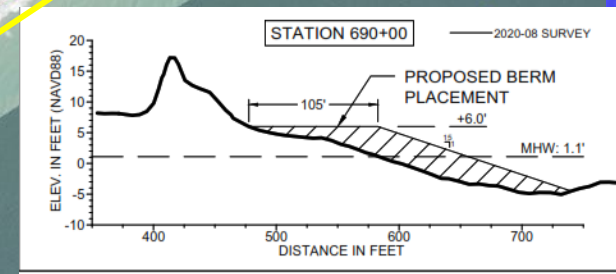 STATION 690+00
2020-08 SURVEY
20
15
10
5
0
-5
-10
ELEV. IN FEET (NAVD88)
105'
PROPOSED BERM
PLACEMENT
+6.0'
15
1
MHW: 1.1'
400
500
600
700
DISTANCE IN FEET